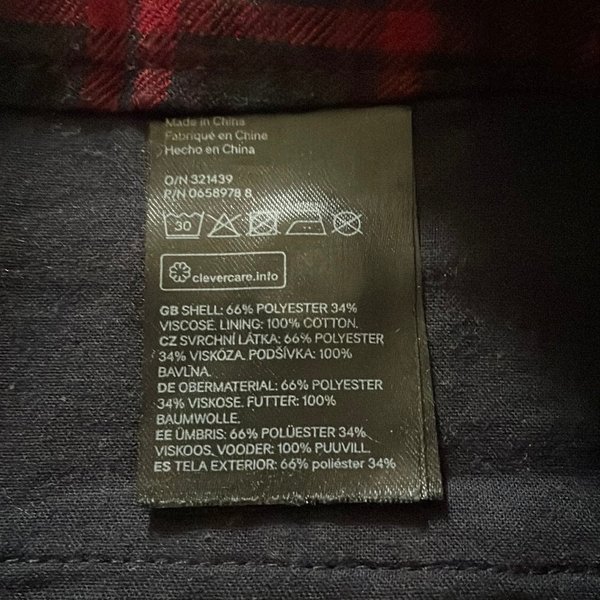 Made in China
Fabriqué en Chine
Hecho en China
O/N 321439
P/N 0658978 8
30
clevercare.info
GB SHELL: 66% POLYESTER 34%
VISCOSE. LINING: 100% COTTON.
CZ SVRCHNÍ LÁTKA: 66% POLYESTER
34% VISKÓZA. PODŠÍVKA: 100%
BAVLNA.
DE OBERMATERIAL: 66% POLYESTER
34% VISKOSE. FUTTER: 100%
BAUMWOLLE.
EE ÜMBRIS: 66% POLÜESTER 34%
VISKOOS. VOODER: 100% PUUVILL.
ES TELA EXTERIOR: 66% poliéster 34%